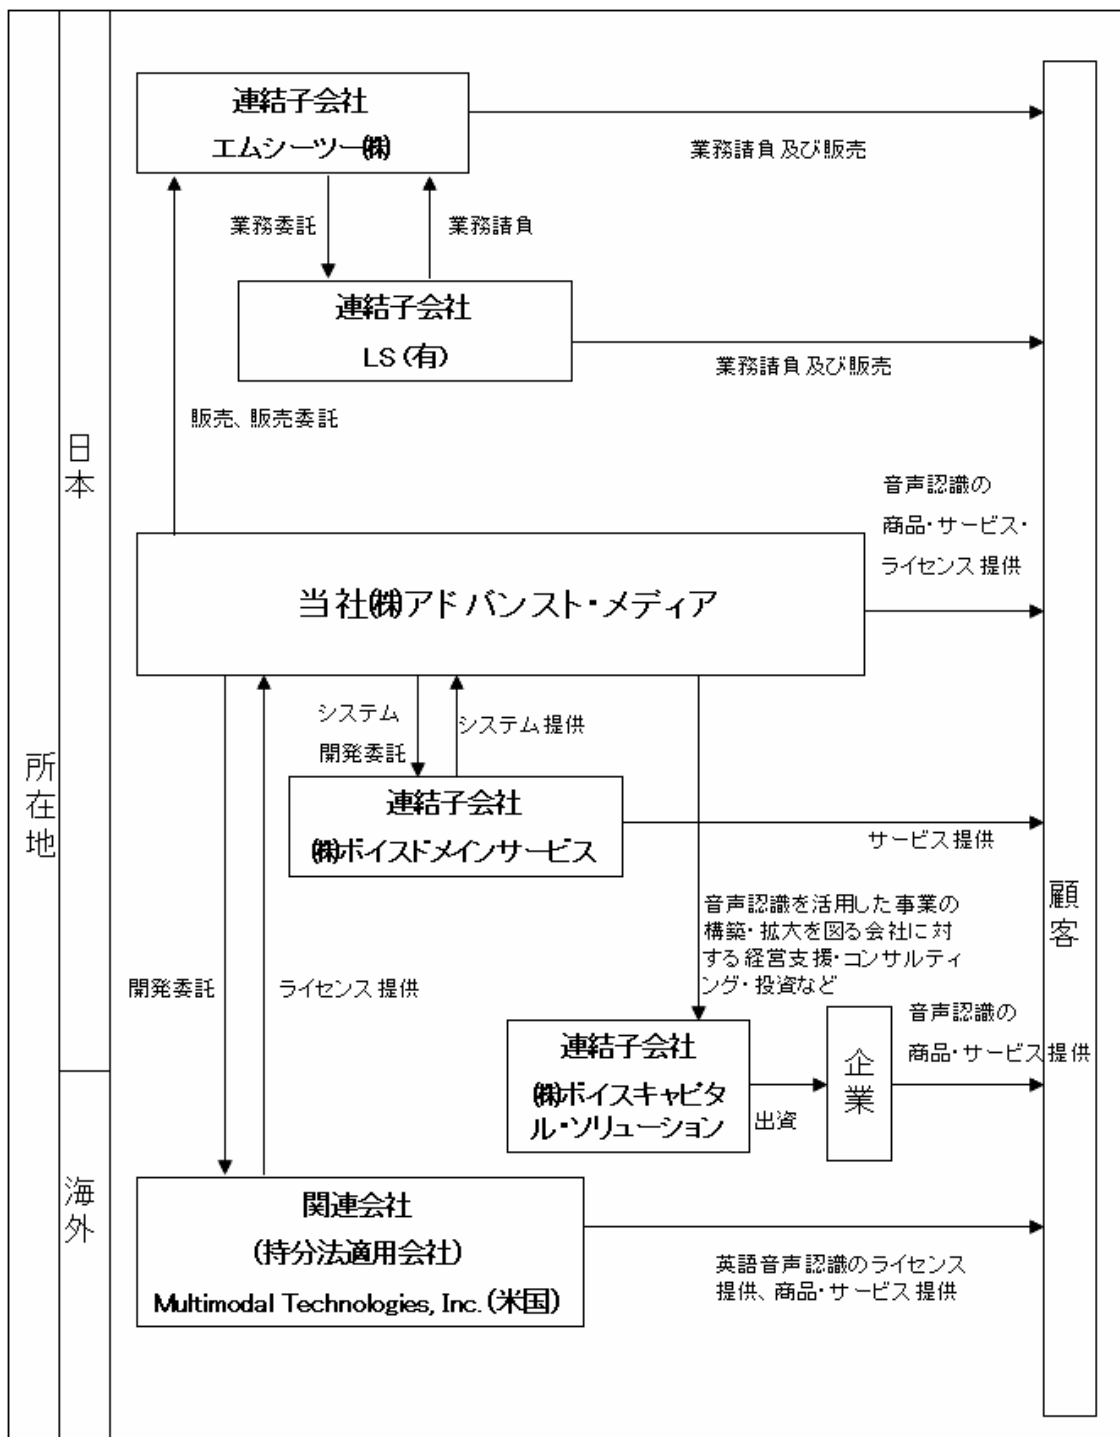 連結子会社
エムシーツー㈱
業務請負及び販売
業務委託
業務請負
連結子会社
LS(有)
業務請負及び販売
販売、販売委託
日本
音声認識の
商品・サービス・
ライセンス提供
当社㈱アドバンスト・メディア
システム
開発委託
システム提供
所在地
連結子会社
㈱ボイスドメインサービス
サービス提供
顧客
音声認識を活用した事業の
構築・拡大を図る会社に対
する経営支援・コンサルティ
ング・投資など
開発委託
ライセンス提供
音声認識の
商品・サービス提供
連結子会社
㈱ボイスキャピタ
ル・ソリューション
出資
企業
海外
関連会社
(持分法適用会社)
Multimodal Technologies, Inc.(米国)
英語音声認識のライセンス
提供、商品・サービス提供